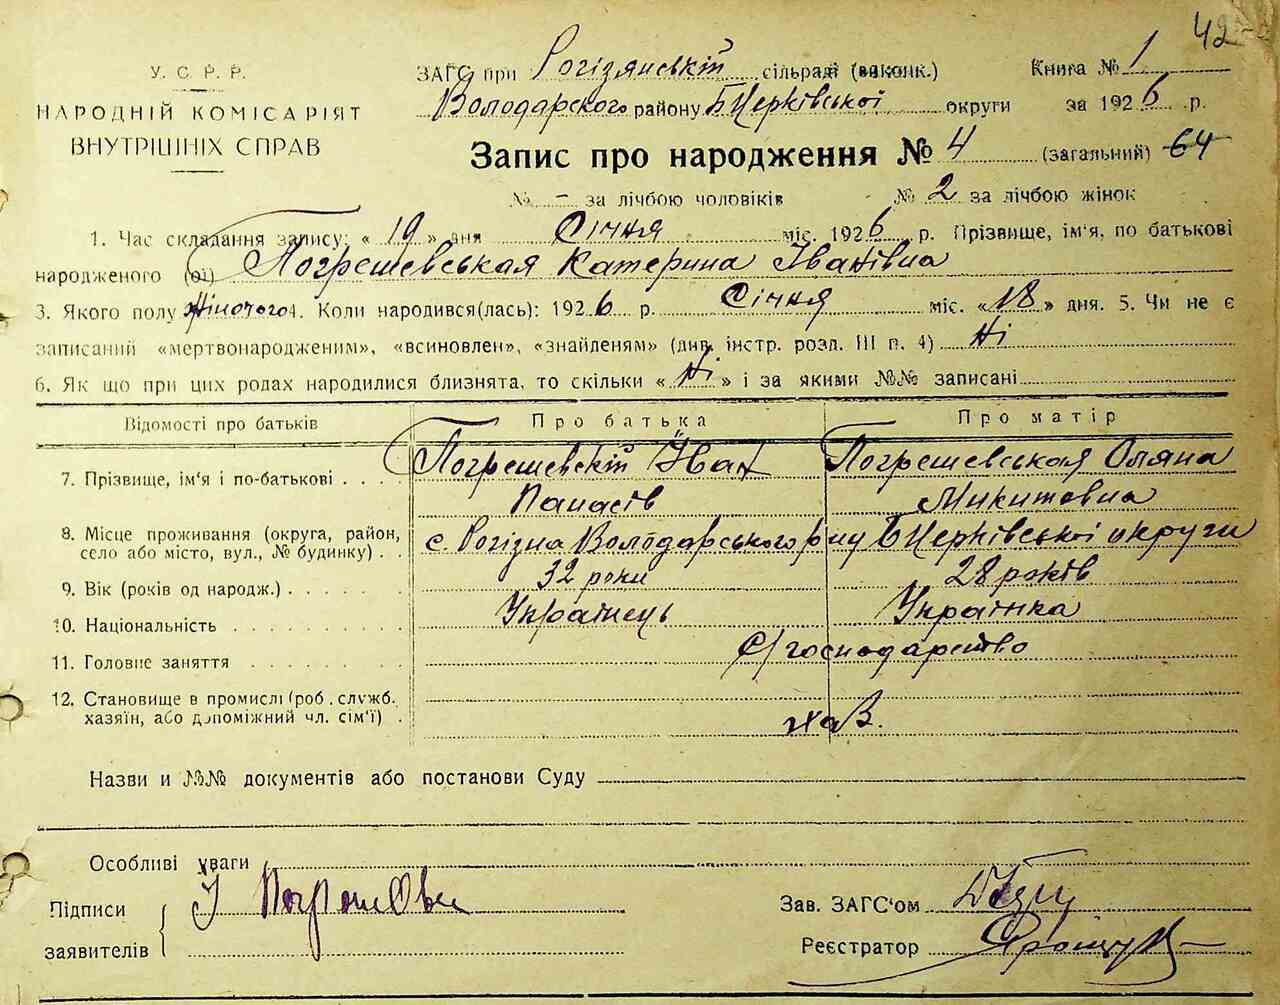 42
У. С. Р. Р.
НАРОДНІЙ КОМІСАРІЯТ
ВНУТРІШНІХ СПРАВ
ЗАГС при Рогізянській сільраді (виконк.) Книга № 1
Володарского району БЦерківської округи за 1926 р.
Запис про народження № 4 (загальний) 64
№ - за лічбою чоловіків № 2 за лічбою жінок
1. Час складання запису: « 19 » дня Січня міс. 1926 р. Прізвище, ім'я, по батькові
народженого (ої) Погрешевськая Катерина Іванівна
3. Якого полу жіночого 4. Коли народився(лась): 1926 р. Січня міс. «18» дня. 5. Чи не є
записаний «мертвонародженим», «всиновлен», «знайденям» (див. інстр. розд. III п. 4) Ні
6. Як що при цих родах народилися близнята, то скільки « Ні » і за якими №№ записані
Відомості про батьків Про батька Про матір
7. Прізвище, ім'я і по-батькові Погрешевскій Іван Погрешевськая Оляна
Панасів Микитовна
8. Місце проживання (округа, район,
село або місто, вул., № будинку) с. Рогізна Володарського р-ну БЦерківської округи
9. Вік (років од народж.) 32 роки 28 років
10. Національність Українець Українка
11. Головне заняття С/господарство
12. Становище в промислі (роб., служб. хазяїн, або допоміжний чл. сім'ї) хаз.
Назви и №№ документів або постанови Суду
Особливі уваги
Підписи
заявителів І
Зав. ЗАГС'ом
Реєстратор